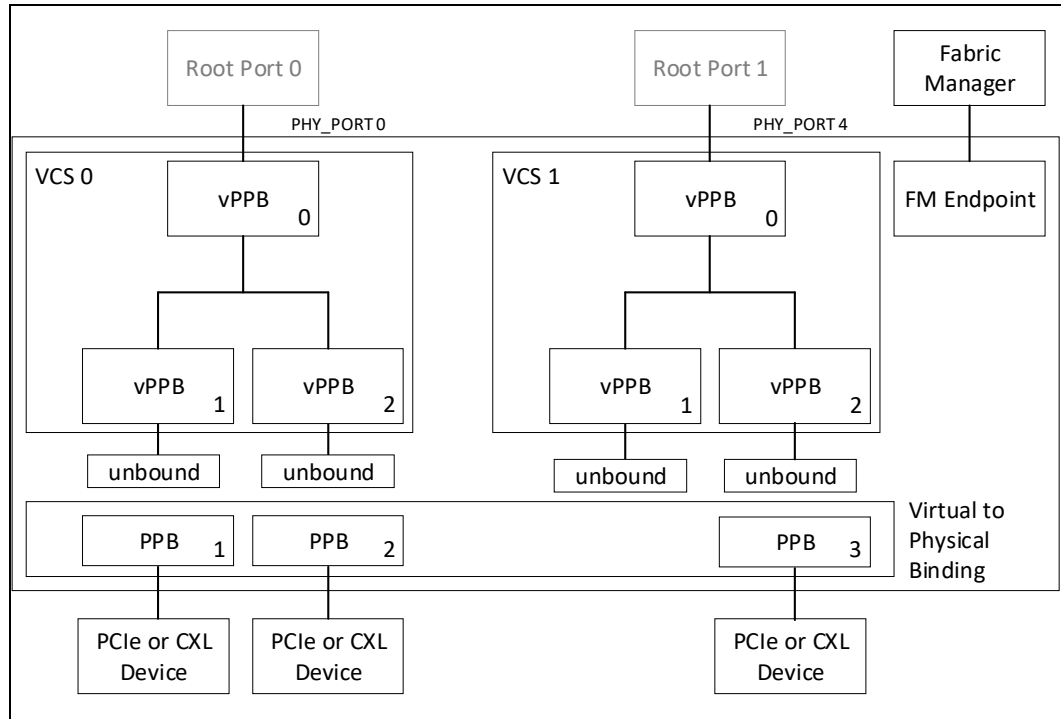 Root Port 0
Root Port 1
Fabric
Manager
PHY_PORT 0
PHY_PORT 4
VCS 0
vPPB
0
VCS 1
vPPB
0
FM Endpoint
vPPB
1
vPPB
2
vPPB
1
vPPB
2
unbound
unbound
unbound
unbound
PPB
1
PPB
2
PPB
3
Virtual to
Physical
Binding
PCIe or CXL
Device
PCIe or CXL
Device
PCIe or CXL
Device